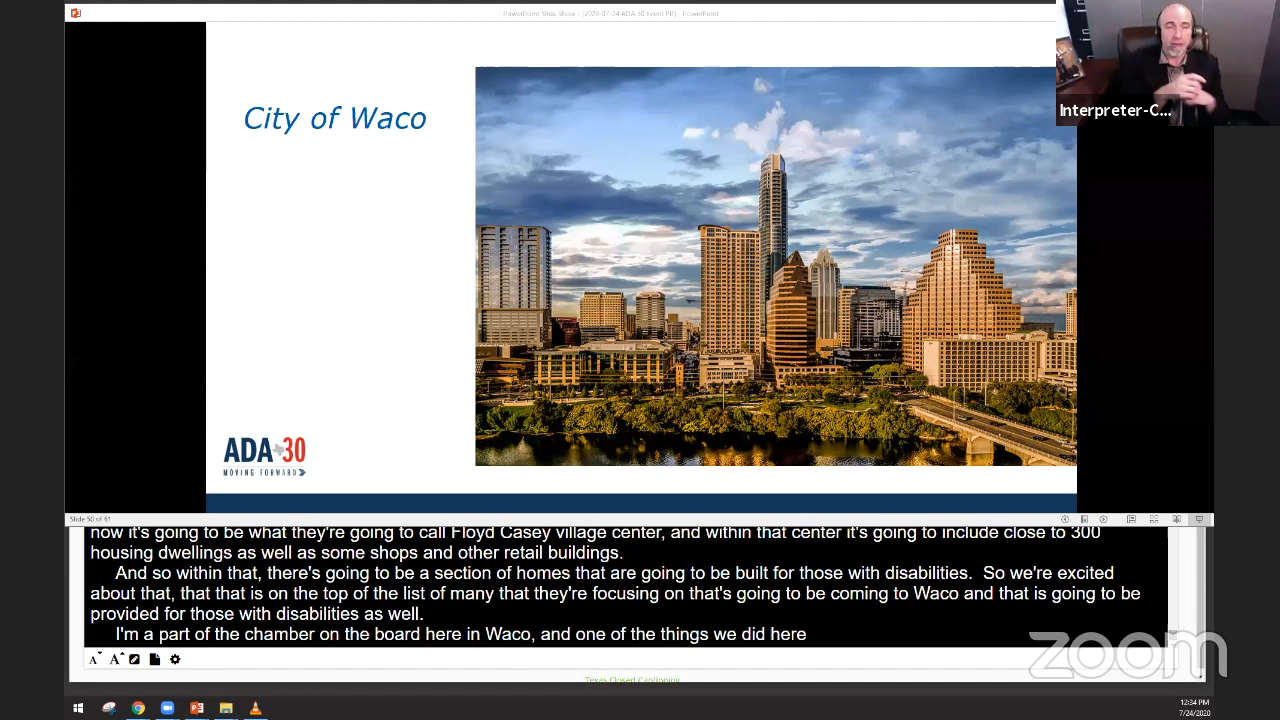 PowerPoint Slide Show - [2020-07-24 ADA 30 Event PP] - PowerPoint
Interpreter-C...
City of Waco
ADA 30
MOVING FORWARD
Slide 50 of 61
now it's going to be what they're going to call Floyd Casey village center, and within that center it's going to include close to 300
housing dwellings as well as some shops and other retail buildings.
And so within that, there's going to be a section of homes that are going to be built for those with disabilities. So we're excited
about that, that that is on the top of the list of many that they're focusing on that's going to be coming to Waco and that is going to be
provided for those with disabilities as well.
I'm a part of the chamber on the board here in Waco, and one of the things we did here
zoom
A A
Texas Closed Captioning
12:34 PM
7/24/2020